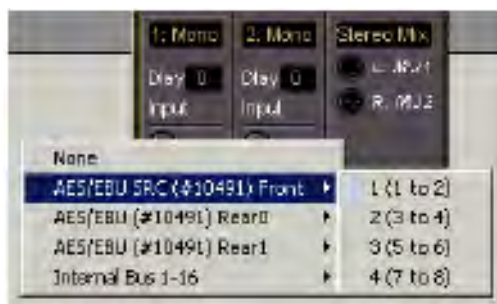 1: Mono 2: Mono Stereo Mix
Dlay 0 Dlay 0
Input Input
None
AES/EBU SRC (#10491) Front 1 (1 to 2)
AES/EBU (#10491) Rear0 2 (3 to 4)
AES/EBU (#10491) Rear1 3 (5 to 6)
Internal Bus 1-16 4 (7 to 8)